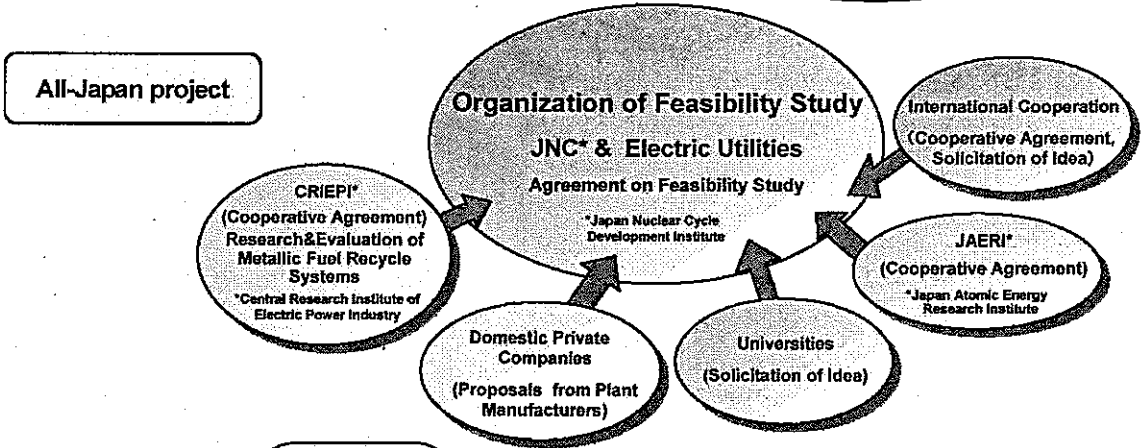 All-Japan project
Organization of Feasibility Study
JNC* & Electric Utilities
Agreement on Feasibility Study
*Japan Nuclear Cycle
Development Institute
International Cooperation
(Cooperative Agreement,
Solicitation of Idea)
CRIEPI*
(Cooperative Agreement)
Research&Evaluation of
Metallic Fuel Recycle
Systems
*Central Research Institute of
Electric Power Industry
JAERI*
(Cooperative Agreement)
*Japan Atomic Energy
Research Institute
Domestic Private
Companies
(Proposals from Plant
Manufacturers)
Universities
(Solicitation of Idea)